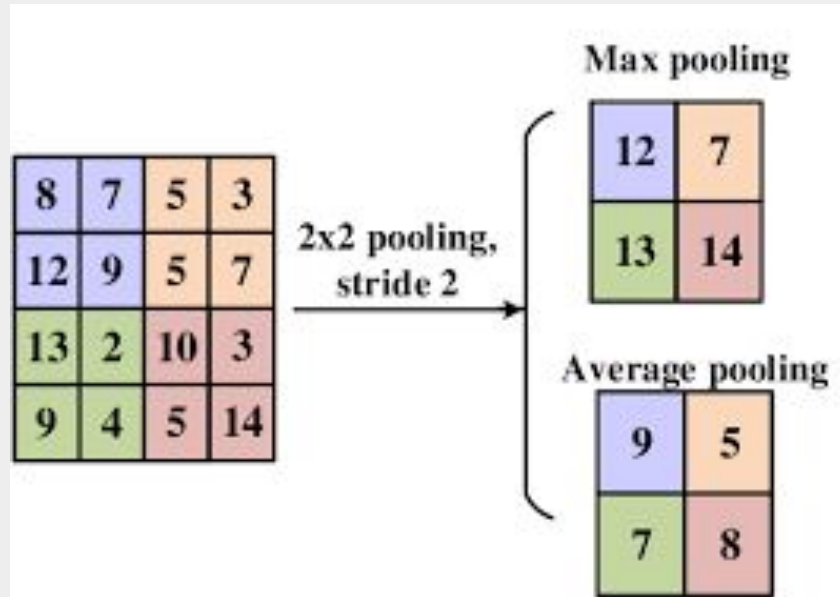 8 7 5 3
12 9 5 7
13 2 10 3
9 4 5 14
2x2 pooling,
stride 2
Max pooling
12 7
13 14
Average pooling
9 5
7 8